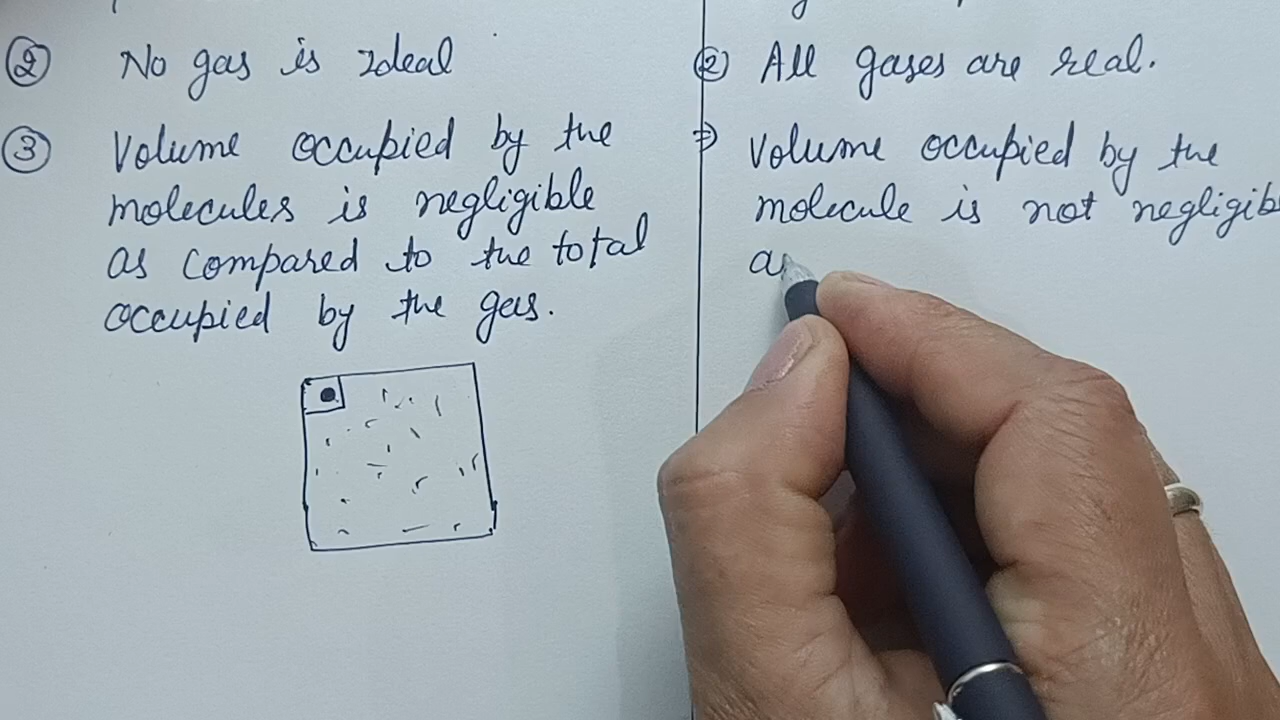 ② No gas is Ideal
③ Volume occupied by the
molecules is negligible
as compared to the total
occupied by the gas.
② All gases are real.
⇒ Volume occupied by the
molecule is not negligib
as